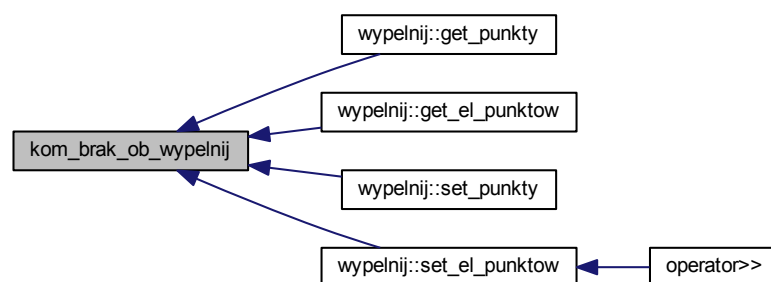 wypelnij::get_punkty
wypelnij::get_el_punktow
kom_brak_ob_wypelnij
wypelnij::set_punkty
wypelnij::set_el_punktow
operator>>